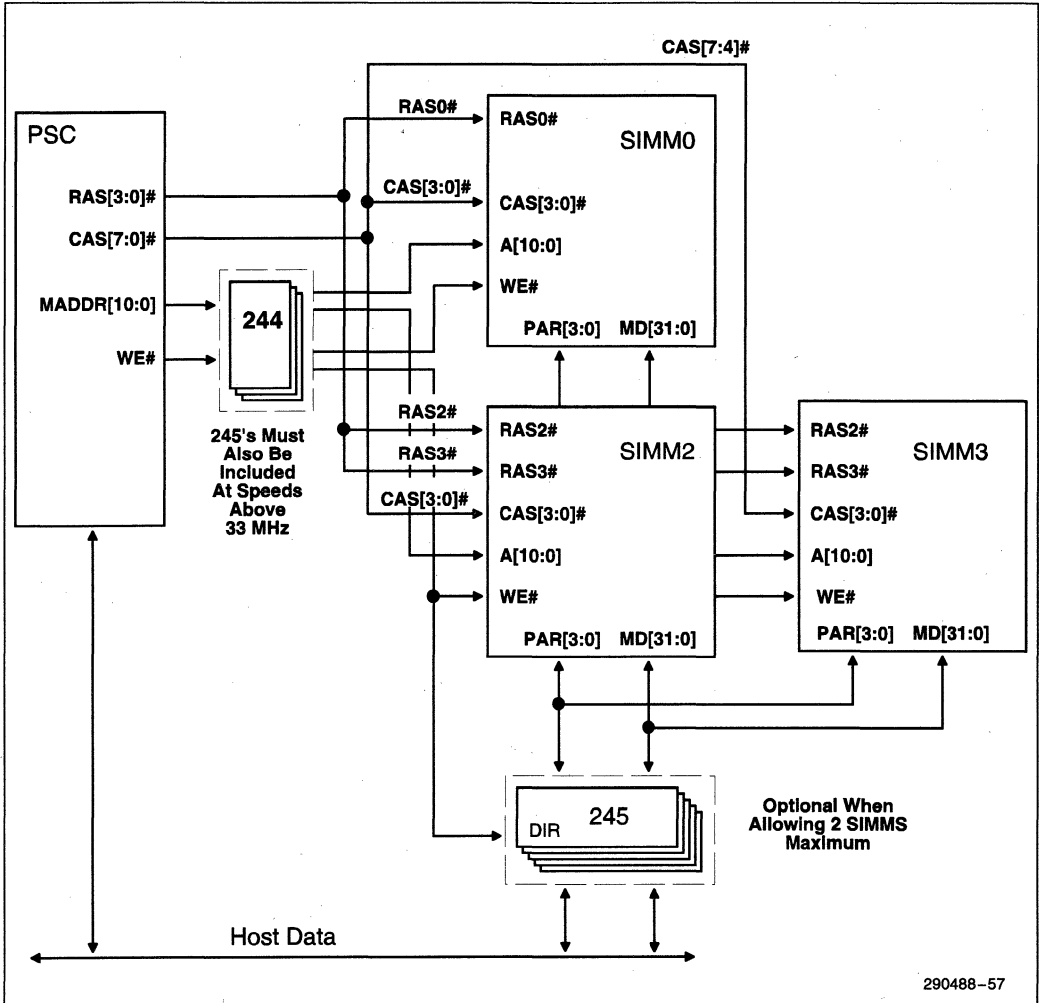 CAS[7:4]#
PSC
RAS[3:0]#
CAS[7:0]#
MADDR[10:0]
WE#
244
245's Must
Also Be
Included
At Speeds
Above
33 MHz
RAS0#
CAS[3:0]#
RAS0#
SIMM0
CAS[3:0]#
A[10:0]
WE#
PAR[3:0] MD[31:0]
RAS2#
RAS3#
CAS[3:0]#
RAS2#
SIMM2
RAS3#
CAS[3:0]#
A[10:0]
WE#
PAR[3:0] MD[31:0]
RAS2#
SIMM3
RAS3#
CAS[3:0]#
A[10:0]
WE#
PAR[3:0] MD[31:0]
DIR 245
Optional When
Allowing 2 SIMMS
Maximum
Host Data
290488-57